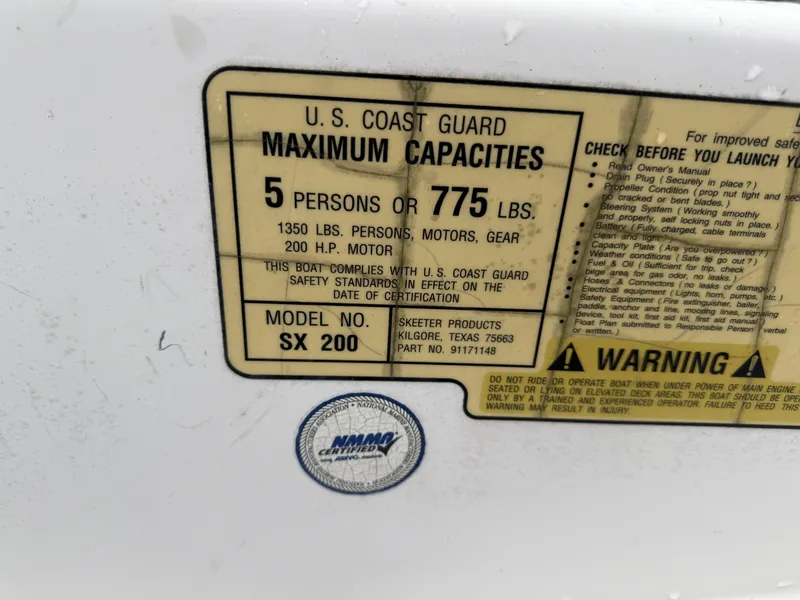 U. S. COAST GUARD
MAXIMUM CAPACITIES
5 PERSONS OR 775 LBS.
1350 LBS. PERSONS, MOTORS, GEAR
200 H.P. MOTOR
THIS BOAT COMPLIES WITH U. S. COAST GUARD
SAFETY STANDARDS IN EFFECT ON THE
DATE OF CERTIFICATION
MODEL NO.
SX 200
SKEETER PRODUCTS
KILGORE, TEXAS 75663
PART NO. 91171148
For improved safe
CHECK BEFORE YOU LAUNCH YO
• Read Owner's Manual
• Drain Plug (Securely in place?)
• Propeller Condition (prop nut light and sec
no cracked or bent blades.)
• Steering System (Working smoothly
and properly, self locking nuts in place.)
• Battery (Fully charged, cable terminals
clean and tight.)
• Capacity Plate (Are you overpowered?)
• Weather conditions (Safe to go out?)
• Fuel & Oil (Sufficient for trip, check
bilge area for gas odor, no leaks.)
• Hoses & Connectors (no leaks or damage.)
• Electrical equipment (Lights, horn, pumps, etc.)
• Safety Equipment (Fire extinguisher, bailer,
paddle, anchor and line, mooring lines, signaling
device, tool kit, first aid kit, first aid manual)
• Float Plan submitted to Responsible Person (verbal
or written.)
WARNING
DO NOT RIDE OR OPERATE BOAT WHEN UNDER POWER OF MAIN ENGINE
SEATED OR LYING ON ELEVATED DECK AREAS. THIS BOAT SHOULD BE OPE
ONLY BY A TRAINED AND EXPERIENCED OPERATOR. FAILURE TO HEED THIS
WARNING MAY RESULT IN INJURY.
NMMA
CERTIFIED
using ABYC standards